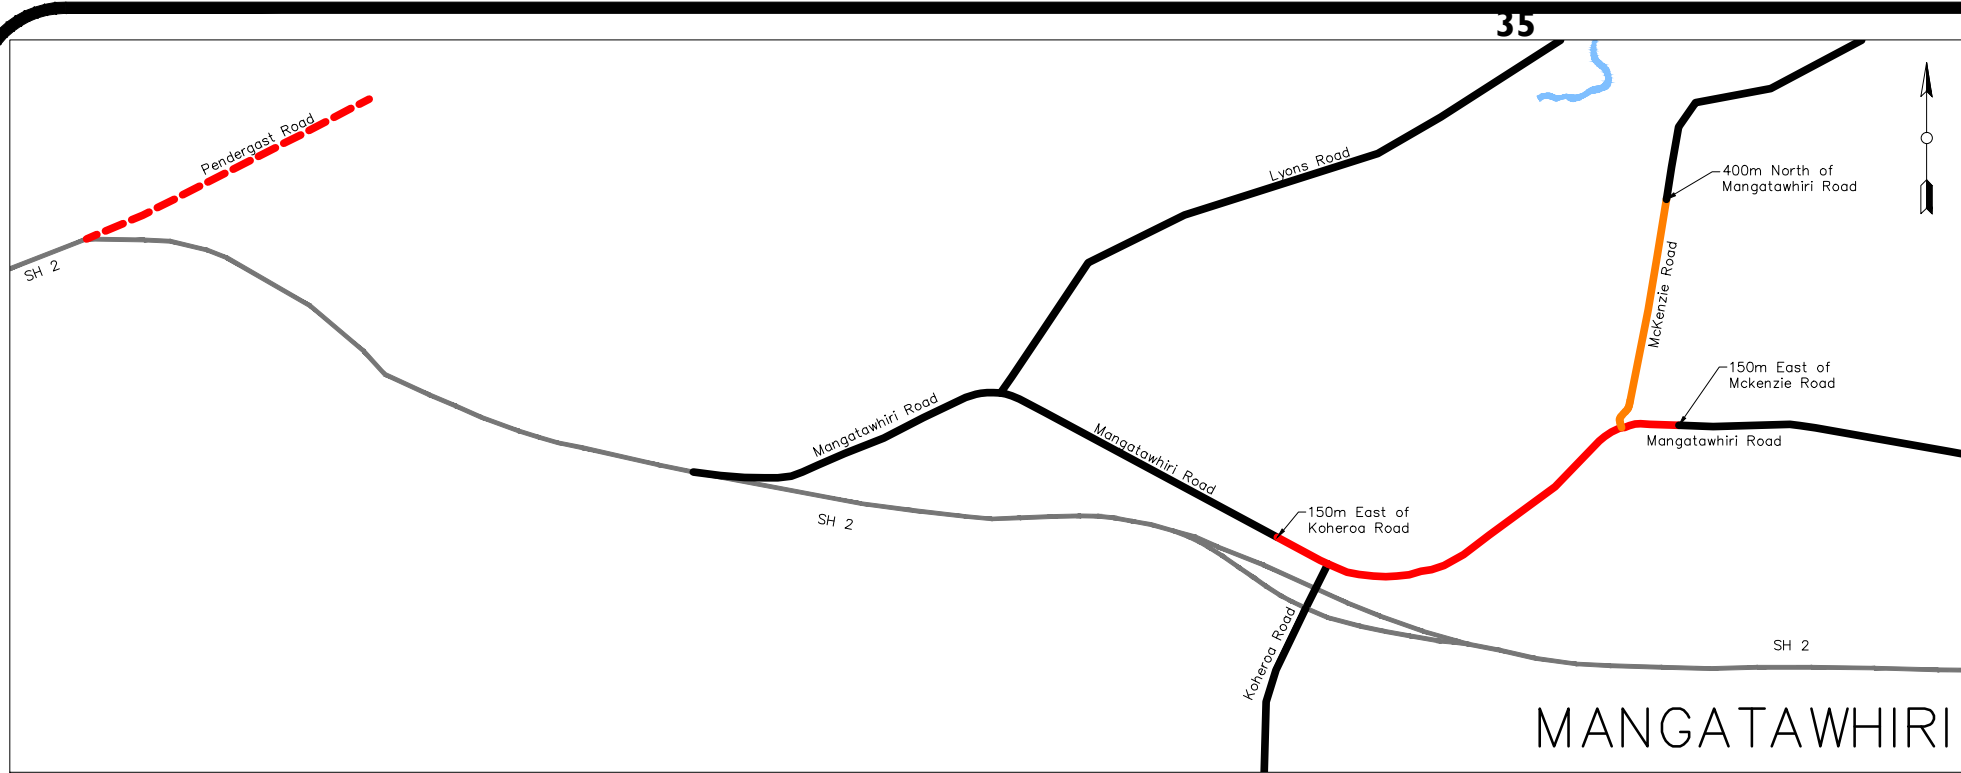 35
Pendergast Road
Lyons Road
400m North of
Mangatawhiri Road
SH 2
McKenzie Road
150m East of
Mckenzie Road
Mangatawhiri Road
Mangatawhiri Road
Mangatawhiri Road
150m East of
Koheroa Road
SH 2
Koheroa Road
SH 2
MANGATAWHIRI